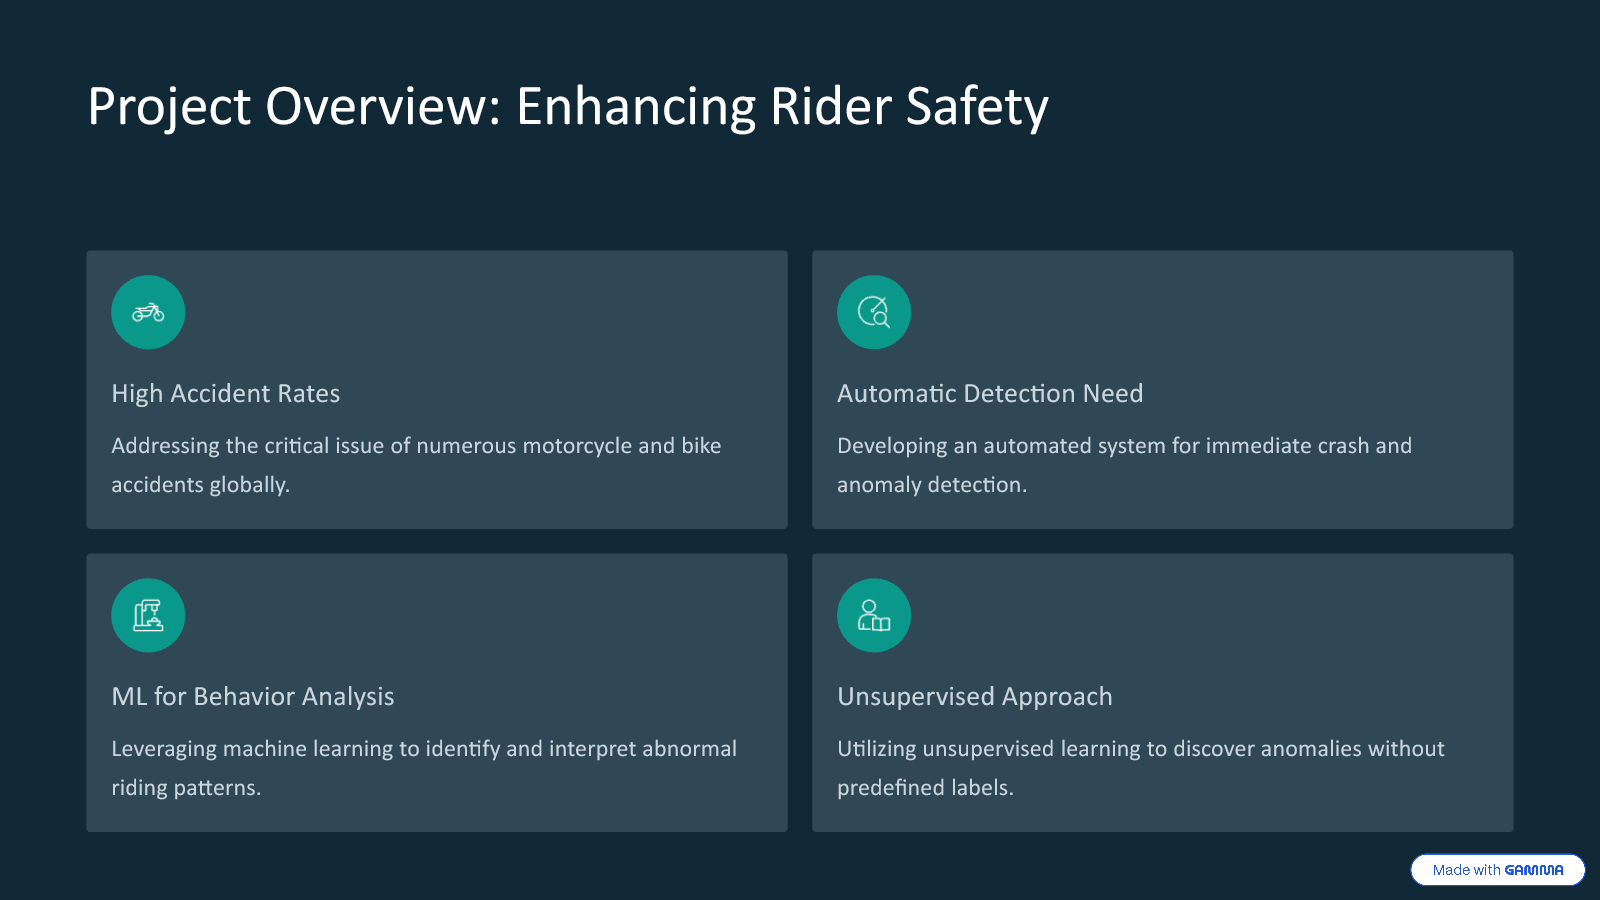 Project Overview: Enhancing Rider Safety
High Accident Rates
Addressing the critical issue of numerous motorcycle and bike
accidents globally.
Automatic Detection Need
Developing an automated system for immediate crash and
anomaly detection.
ML for Behavior Analysis
Leveraging machine learning to identify and interpret abnormal
riding patterns.
Unsupervised Approach
Utilizing unsupervised learning to discover anomalies without
predefined labels.
Made with GAMMA